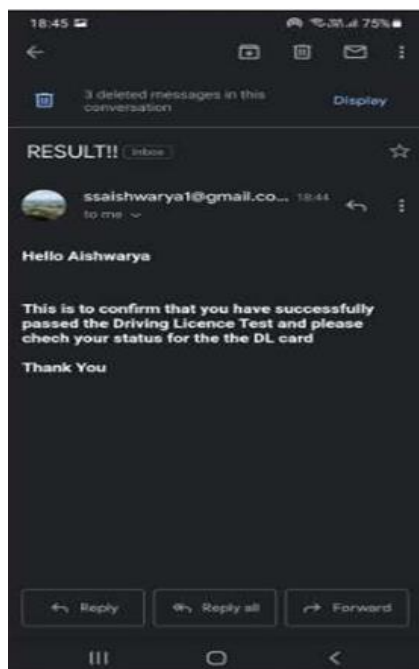 18:45 75%
3 deleted messages in this
conversation
Display
RESULT!! Inbox
ssaishwarya1@gmail.co... 18:44
to me
Hello Aishwarya
This is to confirm that you have successfully
passed the Driving Licence Test and please
chech your status for the the DL card
Thank You
Reply Reply all Forward